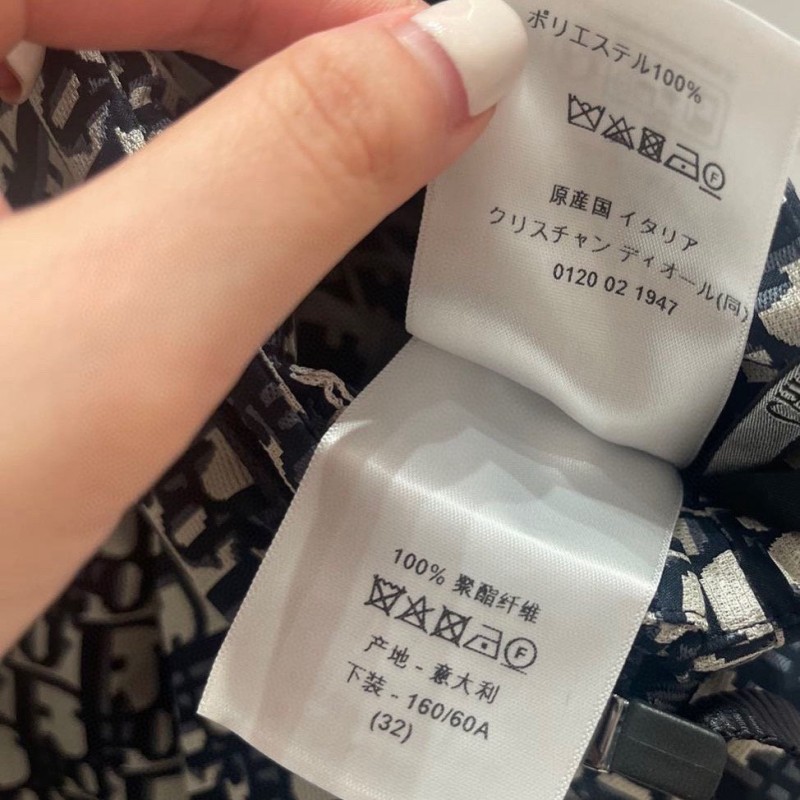 ポリエステル100%
F
原産国 イタリア
クリスチャン ディオール(同)
0120 02 1947
100% 聚酯纤维
F
产地 - 意大利
下装 - 160/60A
(32)